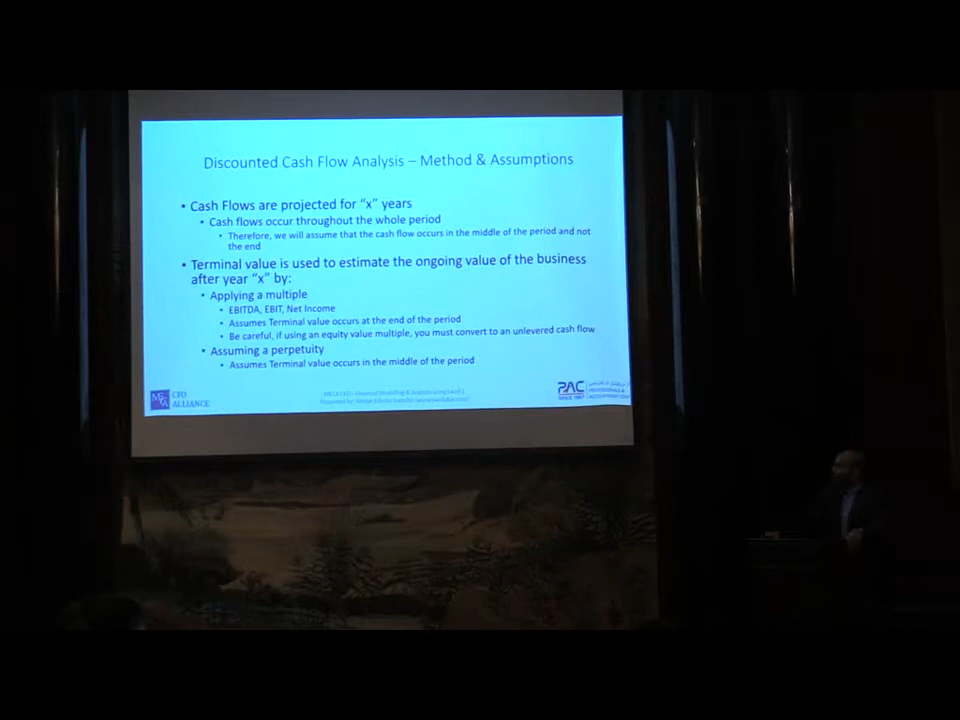 Discounted Cash Flow Analysis – Method & Assumptions
• Cash Flows are projected for "x" years
• Cash flows occur throughout the whole period
• Therefore, we will assume that the cash flow occurs in the middle of the period and not
the end
• Terminal value is used to estimate the ongoing value of the business
after year "x" by:
• Applying a multiple
• EBITDA, EBIT, Net Income
• Assumes Terminal value occurs at the end of the period
• Be careful, if using an equity value multiple, you must convert to an unlevered cash flow
• Assuming a perpetuity
• Assumes Terminal value occurs in the middle of the period
CFO
ALLIANCE
PAC
SINCE 1987